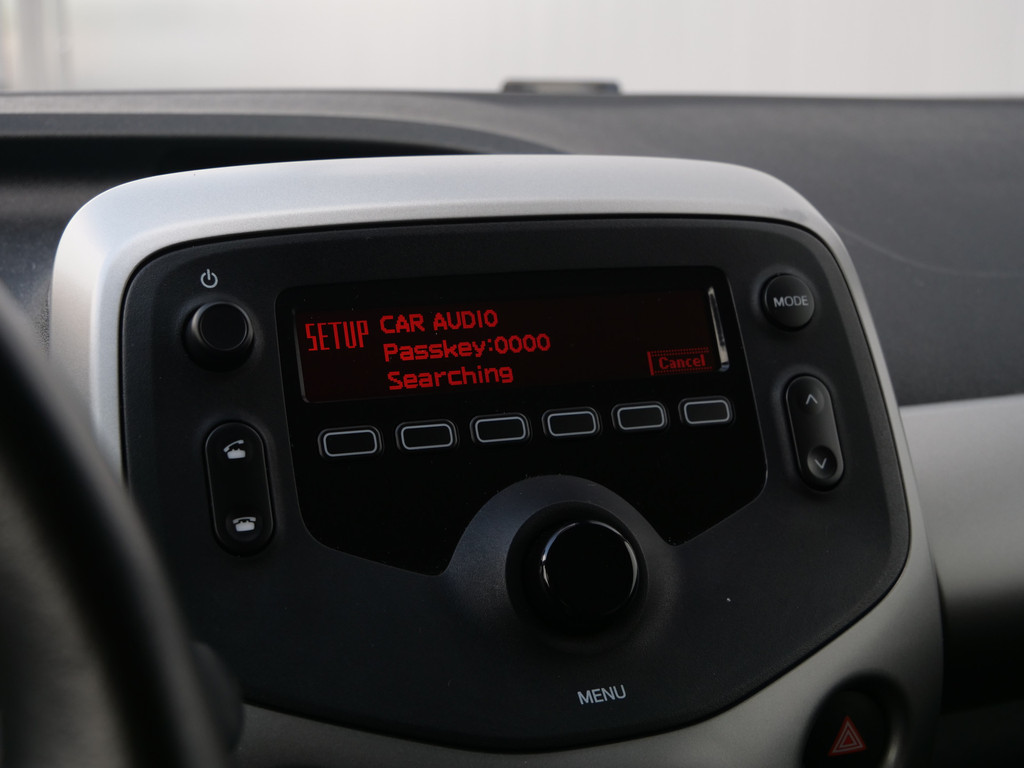 SETUP
CAR AUDIO
Passkey:0000
Searching
Cancel
MODE
MENU